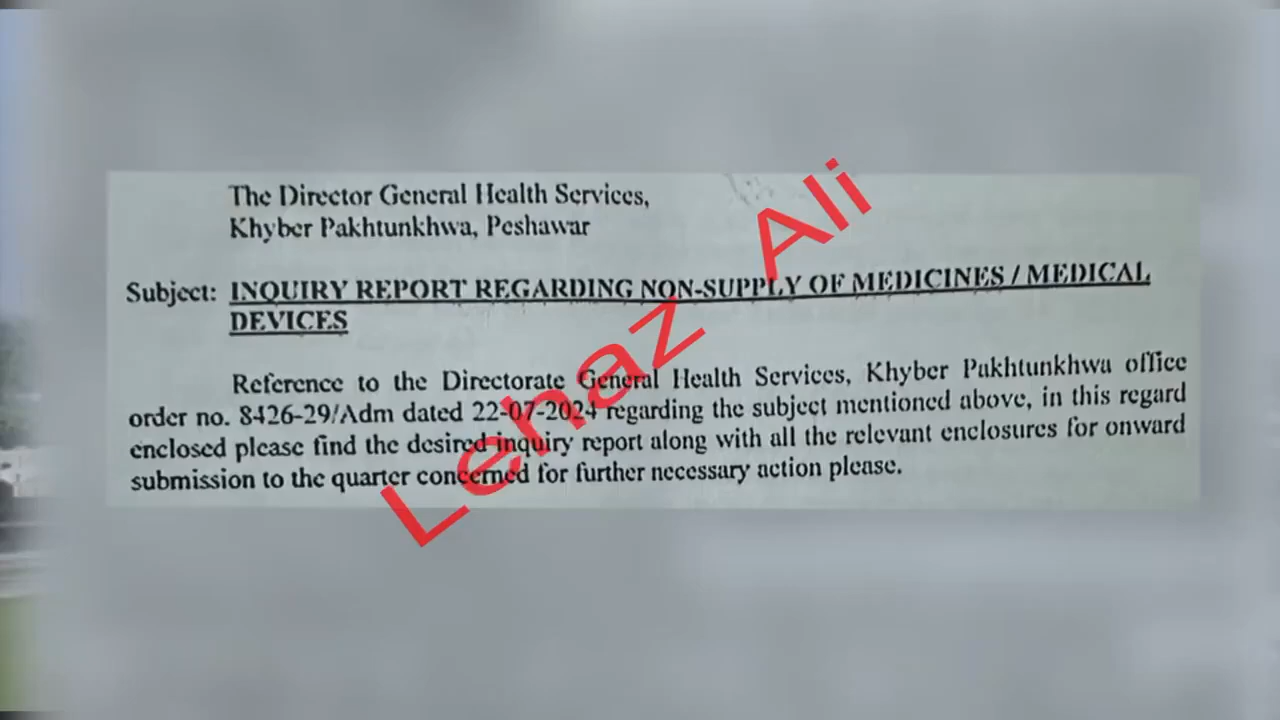 The Director General Health Services,
Khyber Pakhtunkhwa, Peshawar
Subject: INQUIRY REPORT REGARDING NON-SUPPLY OF MEDICINES / MEDICAL
DEVICES
Reference to the Directorate General Health Services, Khyber Pakhtunkhwa office
order no. 8426-29/Adm dated 22-07-2024 regarding the subject mentioned above, in this regard
enclosed please find the desired inquiry report along with all the relevant enclosures for onward
submission to the quarter concerned for further necessary action please.
Lehaz Ali